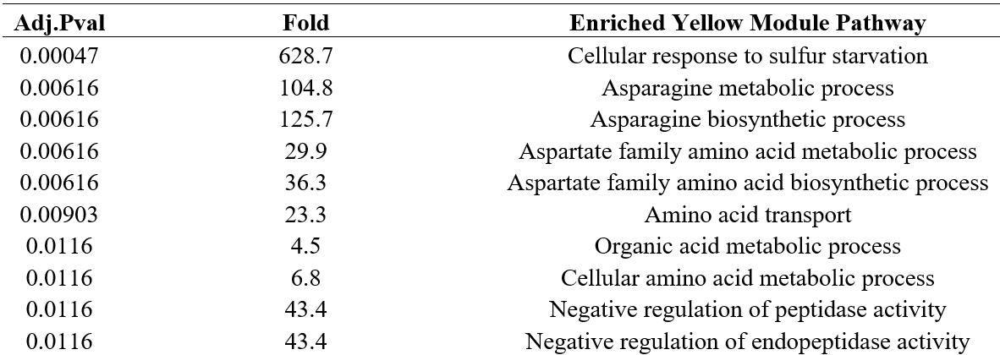 Adj.Pval Fold Enriched Yellow Module Pathway
0.00047 628.7 Cellular response to sulfur starvation
0.00616 104.8 Asparagine metabolic process
0.00616 125.7 Asparagine biosynthetic process
0.00616 29.9 Aspartate family amino acid metabolic process
0.00616 36.3 Aspartate family amino acid biosynthetic process
0.00903 23.3 Amino acid transport
0.0116 4.5 Organic acid metabolic process
0.0116 6.8 Cellular amino acid metabolic process
0.0116 43.4 Negative regulation of peptidase activity
0.0116 43.4 Negative regulation of endopeptidase activity